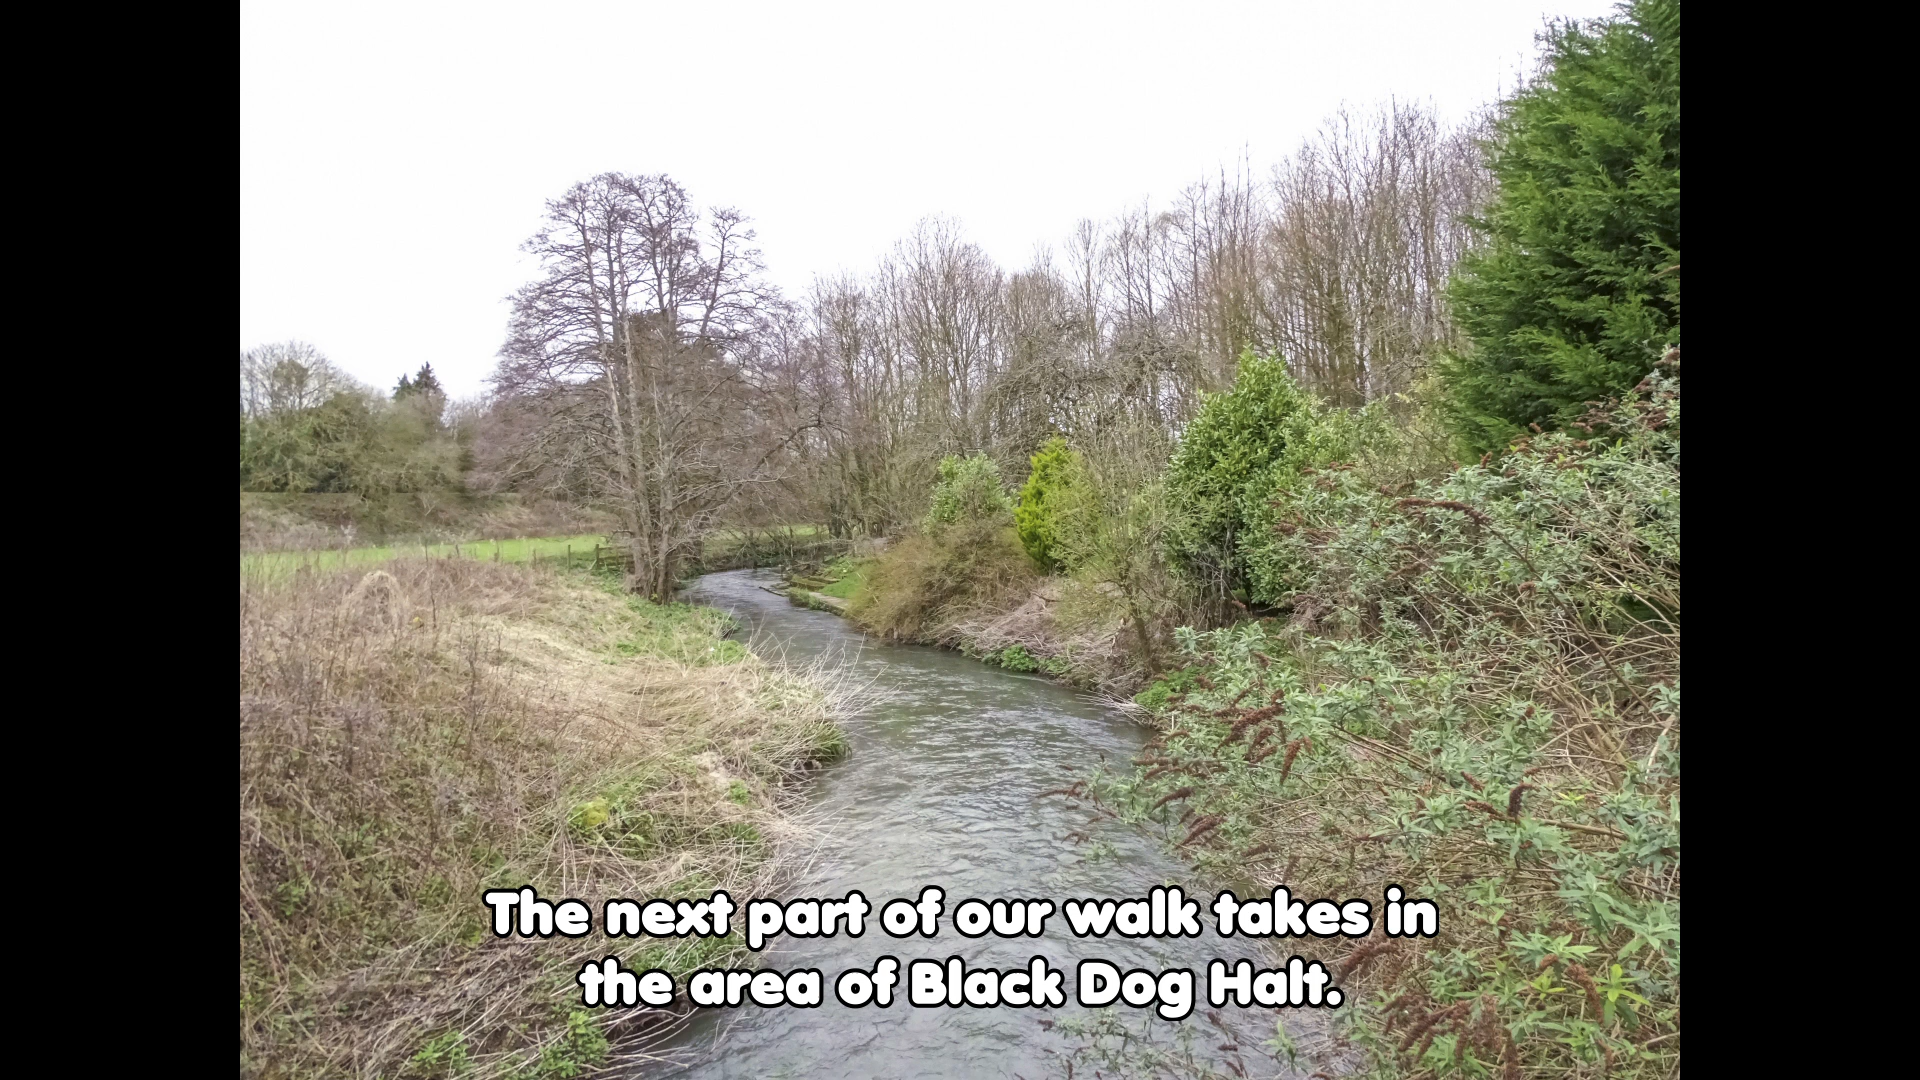 The next part of our walk takes in
the area of Black Dog Halt.